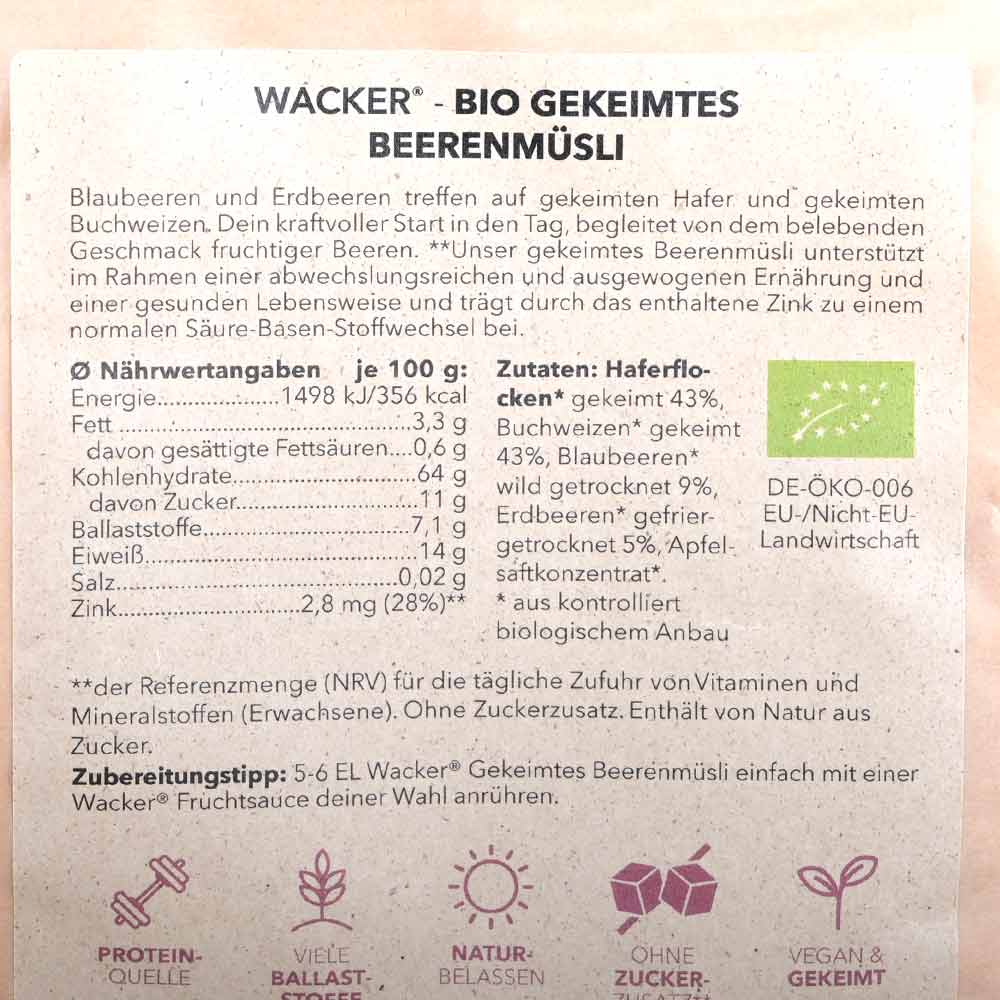 WACKER® - BIO GEKEIMTES
BEERENMÜSLI
Blaubeeren und Erdbeeren treffen auf gekeimten Hafer und gekeimten
Buchweizen. Dein kraftvoller Start in den Tag, begleitet von dem belebenden
Geschmack fruchtiger Beeren. **Unser gekeimtes Beerenmüsli unterstützt
im Rahmen einer abwechslungsreichen und ausgewogenen Ernährung und
einer gesunden Lebensweise und trägt durch das enthaltene Zink zu einem
normalen Säure-Basen-Stoffwechsel bei.
Ø Nährwertangaben je 100 g:
Energie......................1498 kJ/356 kcal
Fett ..........................................3,3 g
davon gesättigte Fettsäuren....0,6 g
Kohlenhydrate...........................64 g
davon Zucker..........................11 g
Ballaststoffe...............................7,1 g
Eiweiß.......................................14 g
Salz........................................0,02 g
Zink..........................2,8 mg (28%)**
Zutaten: Haferflo-
cken* gekeimt 43%,
Buchweizen* gekeimt
43%, Blaubeeren*
wild getrocknet 9%,
Erdbeeren* gefrier-
getrocknet 5%, Apfel-
saftkonzentrat*.
* aus kontrolliert
biologischem Anbau
DE-ÖKO-006
EU-/Nicht-EU-
Landwirtschaft
**der Referenzmenge (NRV) für die tägliche Zufuhr von Vitaminen und
Mineralstoffen (Erwachsene). Ohne Zuckerzusatz. Enthält von Natur aus
Zucker.
Zubereitungstipp: 5-6 EL Wacker® Gekeimtes Beerenmüsli einfach mit einer
Wacker® Fruchtsauce deiner Wahl anrühren.
PROTEIN-
QUELLE
VIELE
BALLAST-
STOFFE
NATUR-
BELASSEN
OHNE
ZUCKER-
ZUSATZ**
VEGAN &
GEKEIMT